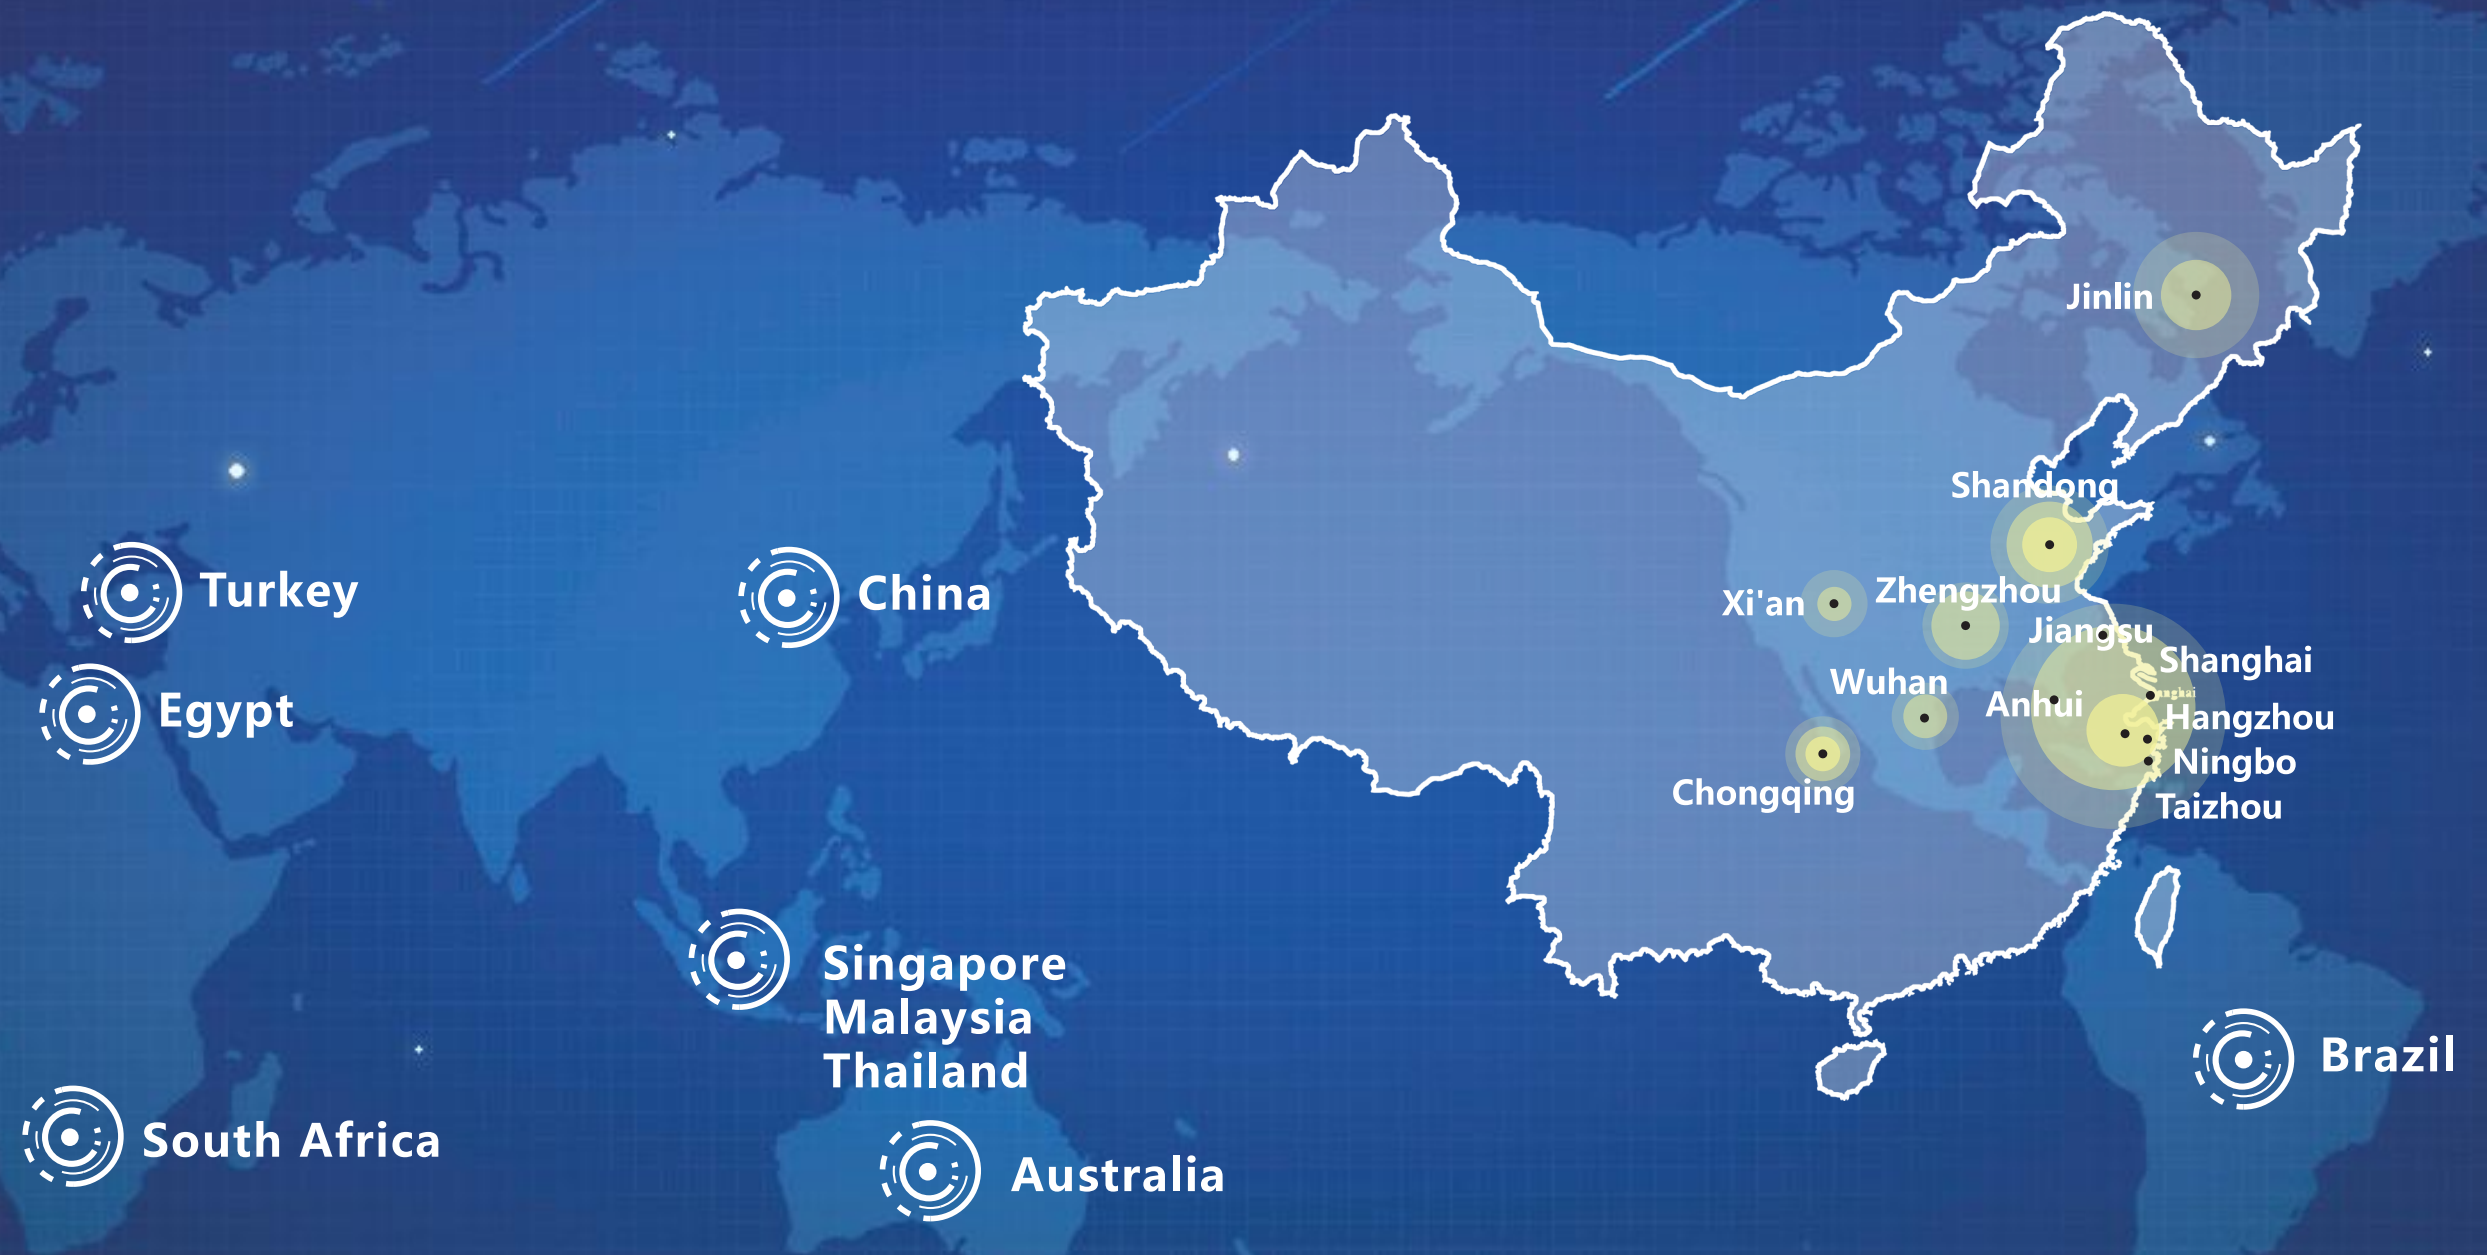 Jinlin
Shandong
Turkey
China
Xi'an
Zhengzhou
Jiangsu
Shanghai
Wuhan
Anhui
Egypt
Hangzhou
Ningbo
Chongqing
Taizhou
Singapore
Malaysia
Thailand
Brazil
South Africa
Australia